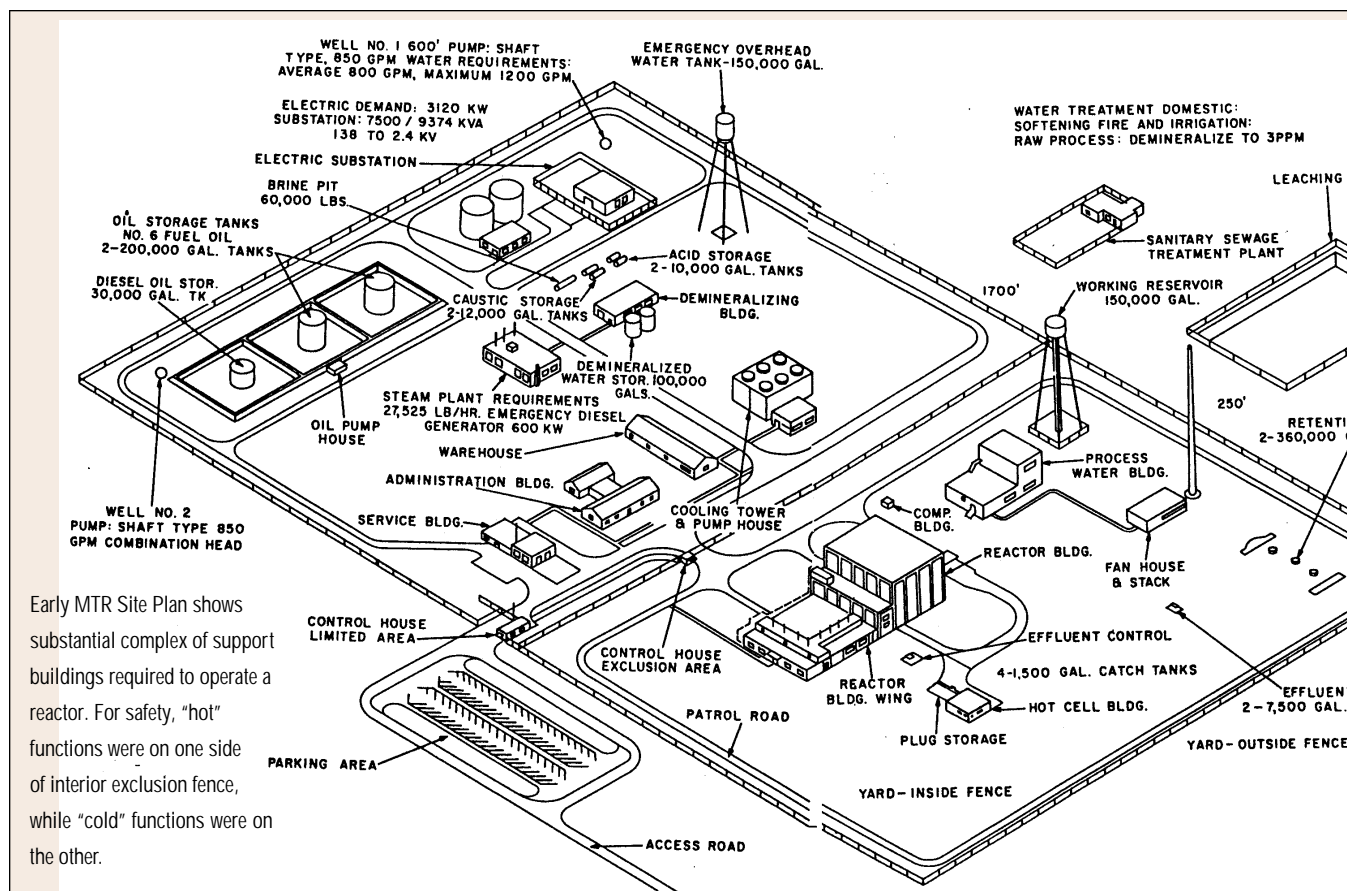 WELL NO. 1 600' PUMP: SHAFT
TYPE, 850 GPM WATER REQUIREMENTS:
AVERAGE 800 GPM, MAXIMUM 1200 GPM
EMERGENCY OVERHEAD
WATER TANK-150,000 GAL.
ELECTRIC DEMAND: 3120 KW
SUBSTATION: 7500 / 9374 KVA
138 TO 2.4 KV
WATER TREATMENT DOMESTIC:
SOFTENING FIRE AND IRRIGATION:
RAW PROCESS: DEMINERALIZE TO 3PPM
ELECTRIC SUBSTATION
BRINE PIT
60,000 LBS.
LEACHING
OIL STORAGE TANKS
NO. 6 FUEL OIL
2-200,000 GAL. TANKS
SANITARY SEWAGE
TREATMENT PLANT
ACID STORAGE
2-10,000 GAL. TANKS
DIESEL OIL STOR.
30,000 GAL. TK
1700'
WORKING RESERVOIR
150,000 GAL.
CAUSTIC STORAGE
2-12,000 GAL. TANKS
DEMINERALIZING
BLDG.
DEMINERALIZED
WATER STOR. 100,000
GALS.
STEAM PLANT REQUIREMENTS
27,525 LB/HR. EMERGENCY DIESEL
GENERATOR 600 KW
250'
OIL PUMP
HOUSE
RETENTI
2-360,000
WAREHOUSE
PROCESS
WATER BLDG.
ADMINISTRATION BLDG.
WELL NO. 2
PUMP: SHAFT TYPE 850
GPM COMBINATION HEAD
SERVICE BLDG.
COOLING TOWER
& PUMP HOUSE
COMP.
BLDG.
REACTOR BLDG.
FAN HOUSE
& STACK
Early MTR Site Plan shows
substantial complex of support
buildings required to operate a
reactor. For safety, “hot”
functions were on one side
of interior exclusion fence,
while “cold” functions were on
the other.
CONTROL HOUSE
LIMITED AREA
CONTROL HOUSE
EXCLUSION AREA
EFFLUENT CONTROL
4-1,500 GAL. CATCH TANKS
REACTOR
BLDG. WING
HOT CELL BLDG.
EFFLUEN
2-7,500 GAL.
PATROL ROAD
PLUG STORAGE
YARD-OUTSIDE FENCE
PARKING AREA
YARD-INSIDE FENCE
ACCESS ROAD